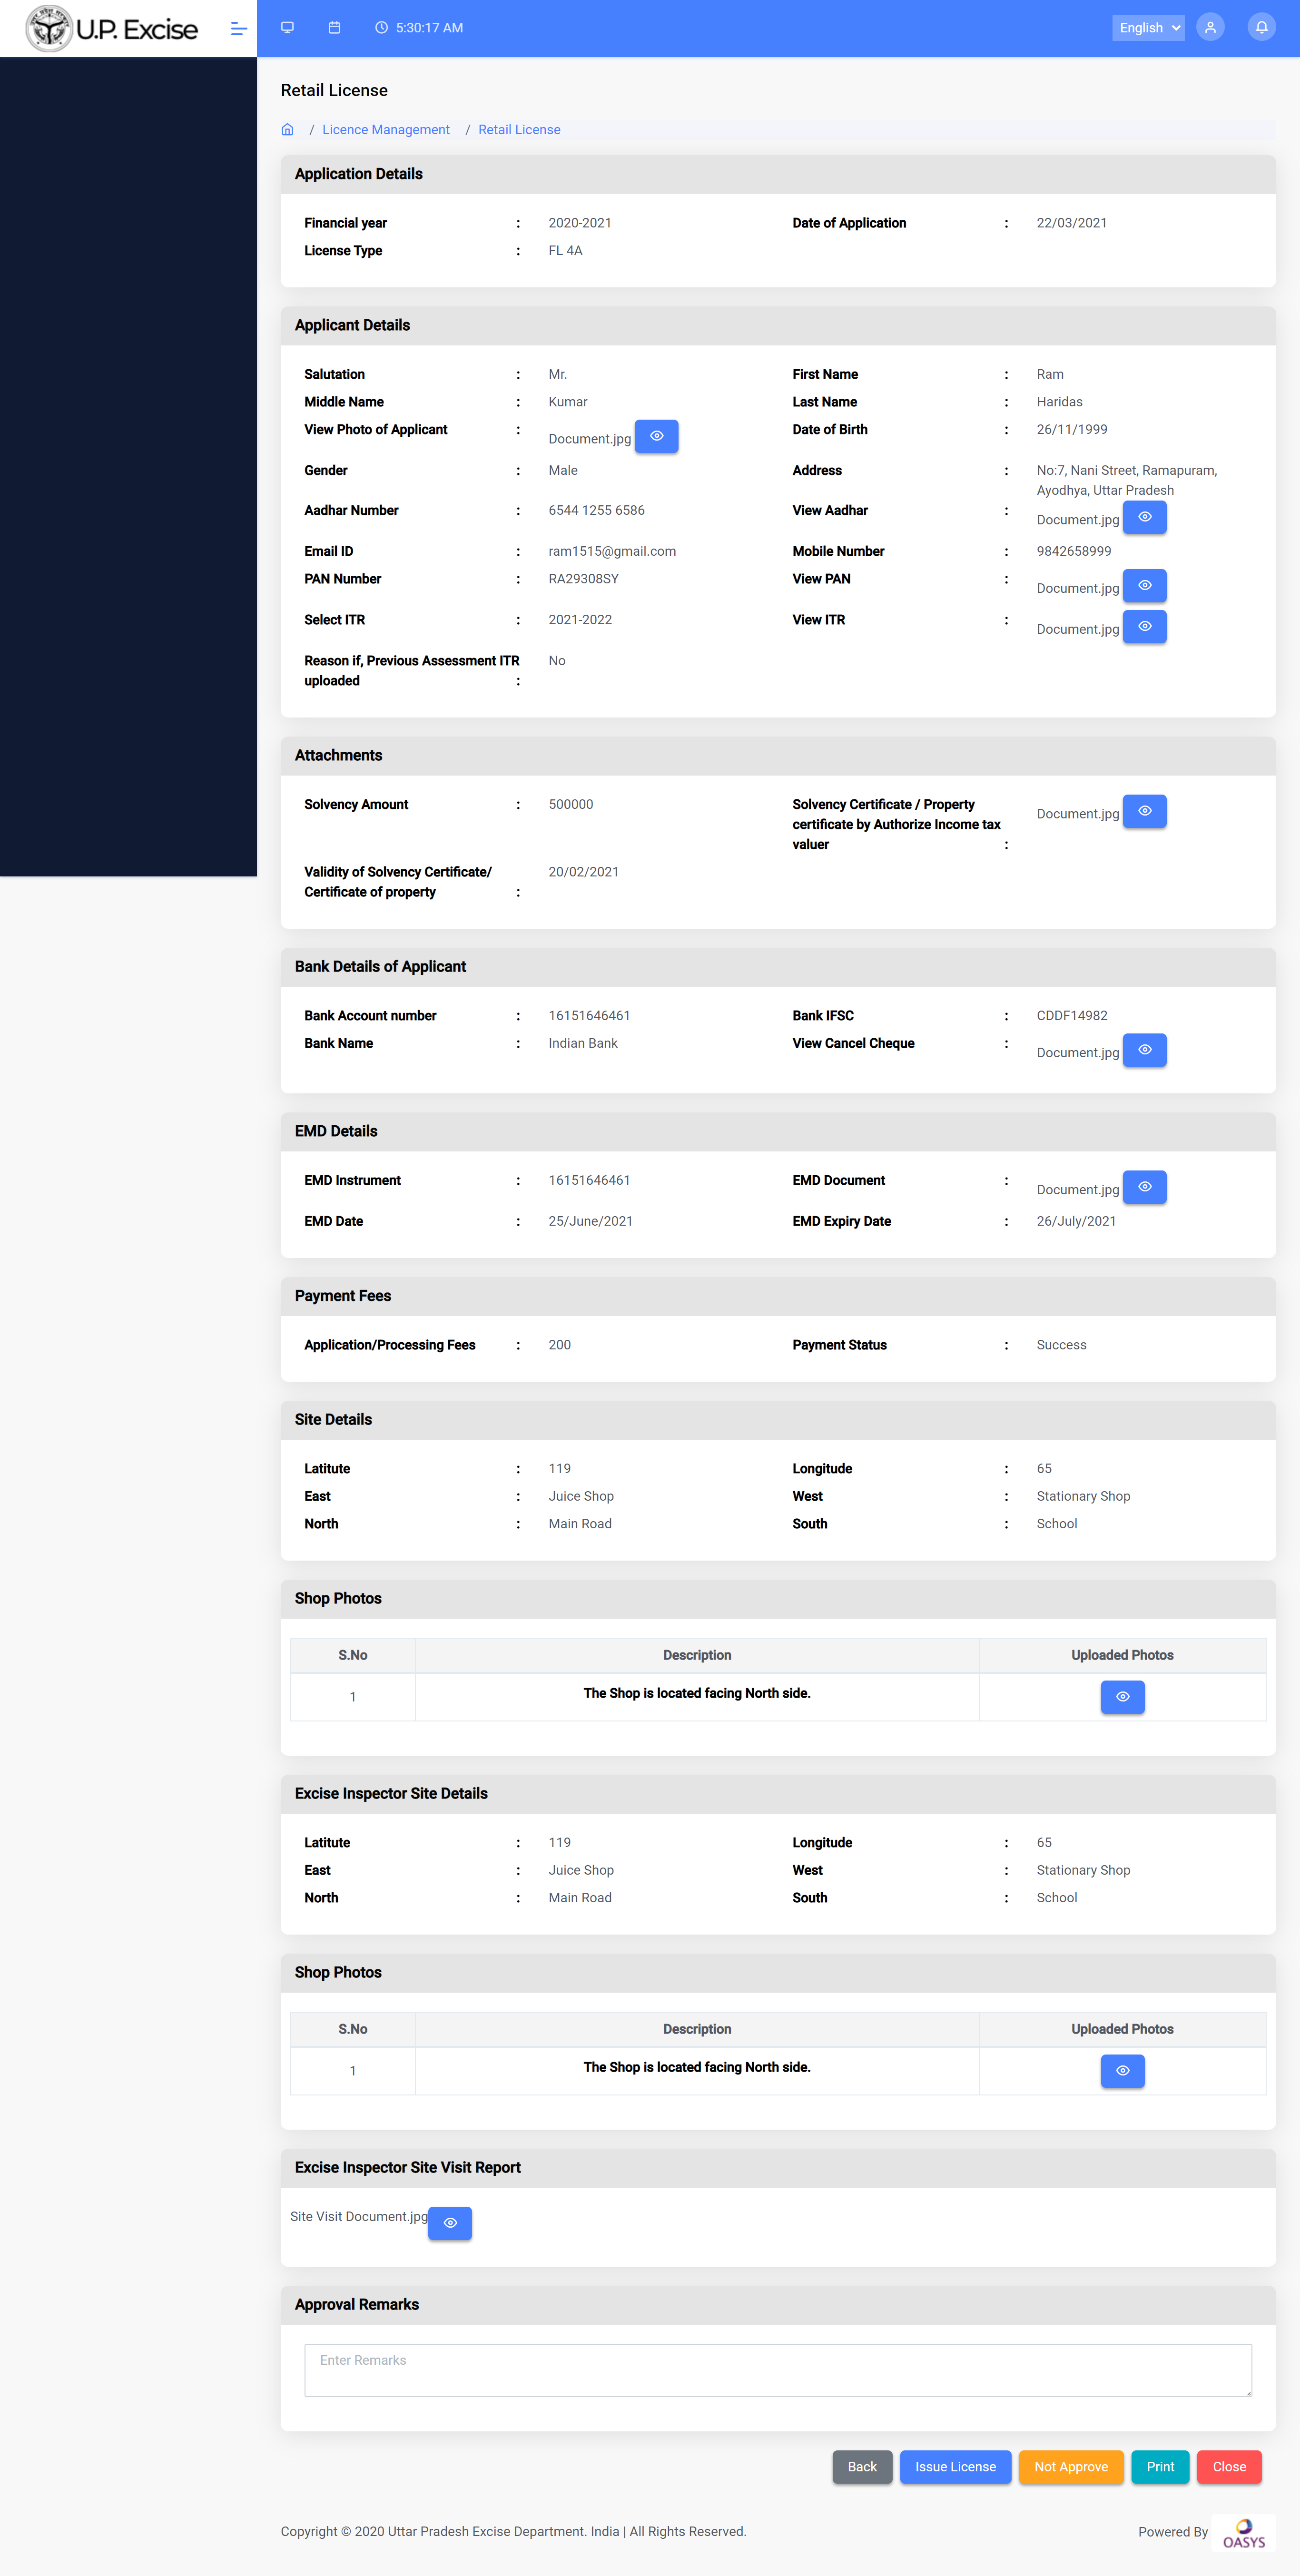 U.P. Excise
5:30:17 AM
English
Retail License
/ Licence Management / Retail License
Application Details
Financial year : 2020-2021 Date of Application : 22/03/2021
License Type : FL 4A
Applicant Details
Salutation : Mr. First Name : Ram
Middle Name : Kumar Last Name : Haridas
View Photo of Applicant : Document.jpg Date of Birth : 26/11/1999
Gender : Male Address : No:7, Nani Street, Ramapuram,
Ayodhya, Uttar Pradesh
Aadhar Number : 6544 1255 6586 View Aadhar : Document.jpg
Email ID : ram1515@gmail.com Mobile Number : 9842658999
PAN Number : RA29308SY View PAN : Document.jpg
Select ITR : 2021-2022 View ITR : Document.jpg
Reason if, Previous Assessment ITR No
uploaded :
Attachments
Solvency Amount : 500000 Solvency Certificate / Property Document.jpg
certificate by Authorize Income tax
valuer :
Validity of Solvency Certificate/ 20/02/2021
Certificate of property :
Bank Details of Applicant
Bank Account number : 16151646461 Bank IFSC : CDDF14982
Bank Name : Indian Bank View Cancel Cheque : Document.jpg
EMD Details
EMD Instrument : 16151646461 EMD Document : Document.jpg
EMD Date : 25/June/2021 EMD Expiry Date : 26/July/2021
Payment Fees
Application/Processing Fees : 200 Payment Status : Success
Site Details
Latitute : 119 Longitude : 65
East : Juice Shop West : Stationary Shop
North : Main Road South : School
Shop Photos
S.No Description Uploaded Photos
1 The Shop is located facing North side.
Excise Inspector Site Details
Latitute : 119 Longitude : 65
East : Juice Shop West : Stationary Shop
North : Main Road South : School
Shop Photos
S.No Description Uploaded Photos
1 The Shop is located facing North side.
Excise Inspector Site Visit Report
Site Visit Document.jpg
Approval Remarks
Enter Remarks
Back Issue License Not Approve Print Close
Copyright © 2020 Uttar Pradesh Excise Department. India | All Rights Reserved. Powered By OASYS